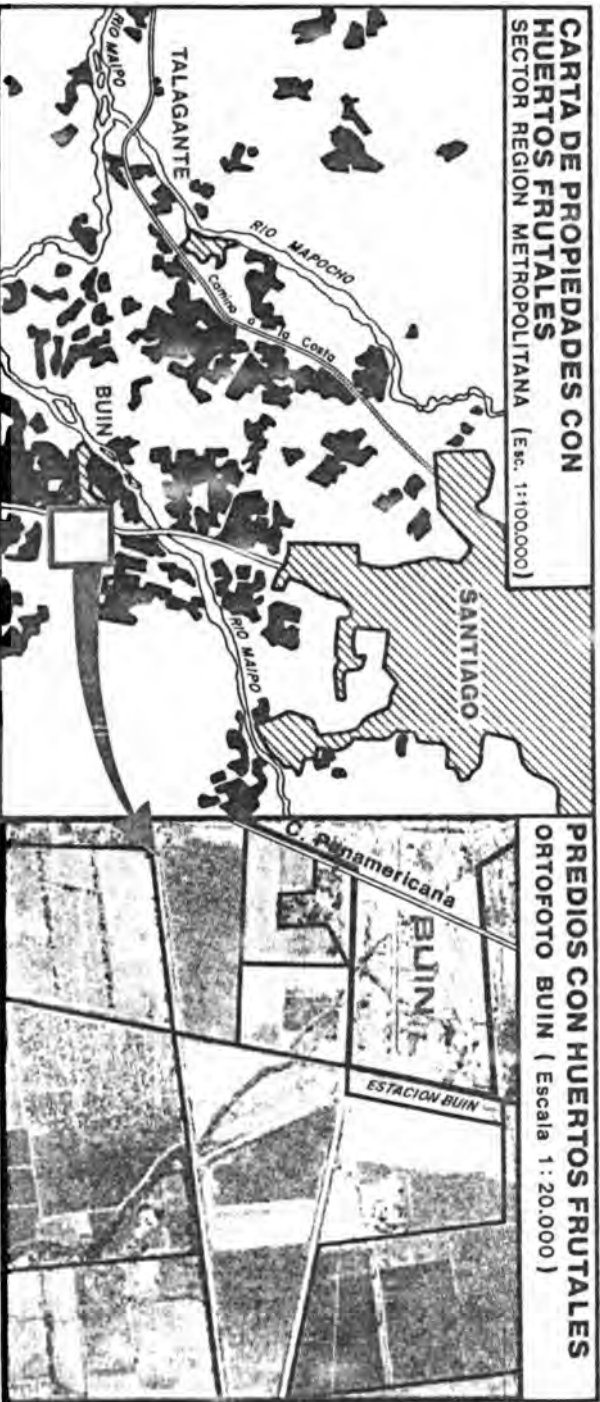 CARTA DE PROPIEDADES CON
HUERTOS FRUTALES
SECTOR REGION METROPOLITANA (Esc. 1:100.000)
SANTIAGO
RIO MAPOCHO
Camino a la Costa
TALAGANTE
RIO MAIPO
BUIN
RIO MAIPO
PREDIOS CON HUERTOS FRUTALES
ORTOFOTO BUIN ( Escala 1:20.000 )
C. Panamericana
BUIN
ESTACION BUIN